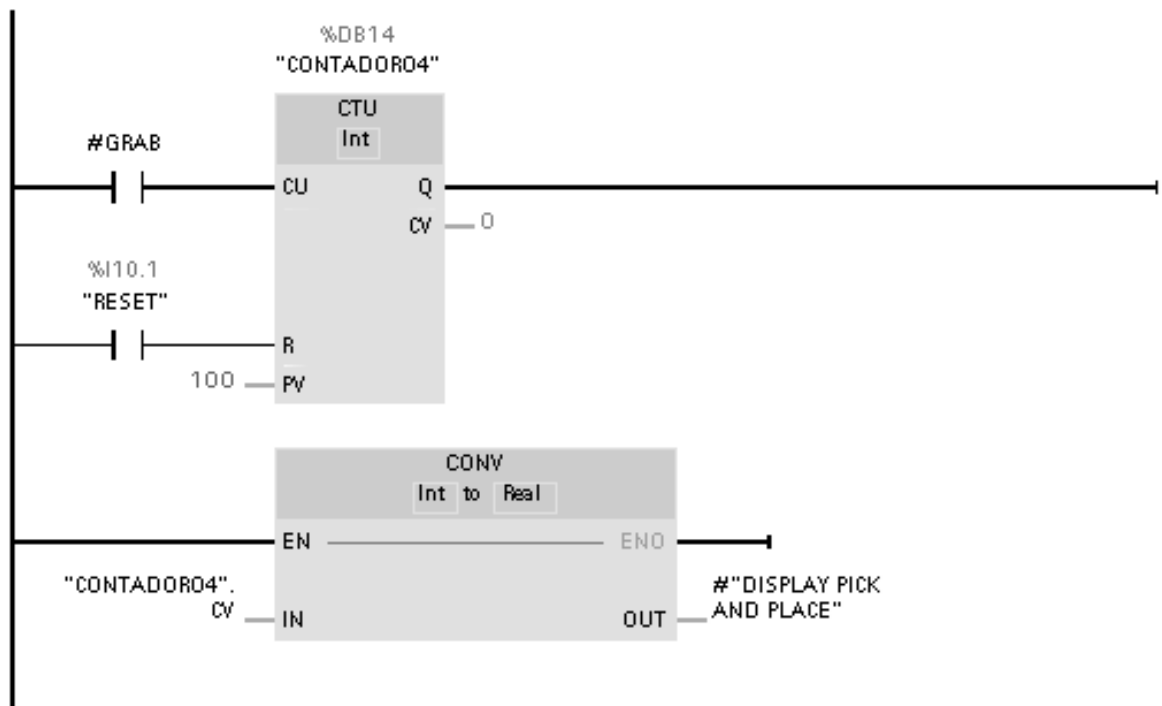 %DB14
"CONTADOR04"
CTU
Int
#GRAB
CU Q
CV 0
%I10.1
"RESET"
R
100 PV
CONV
Int to Real
EN ENO
"CONTADOR04".
CV IN
OUT
#"DISPLAY PICK
AND PLACE"